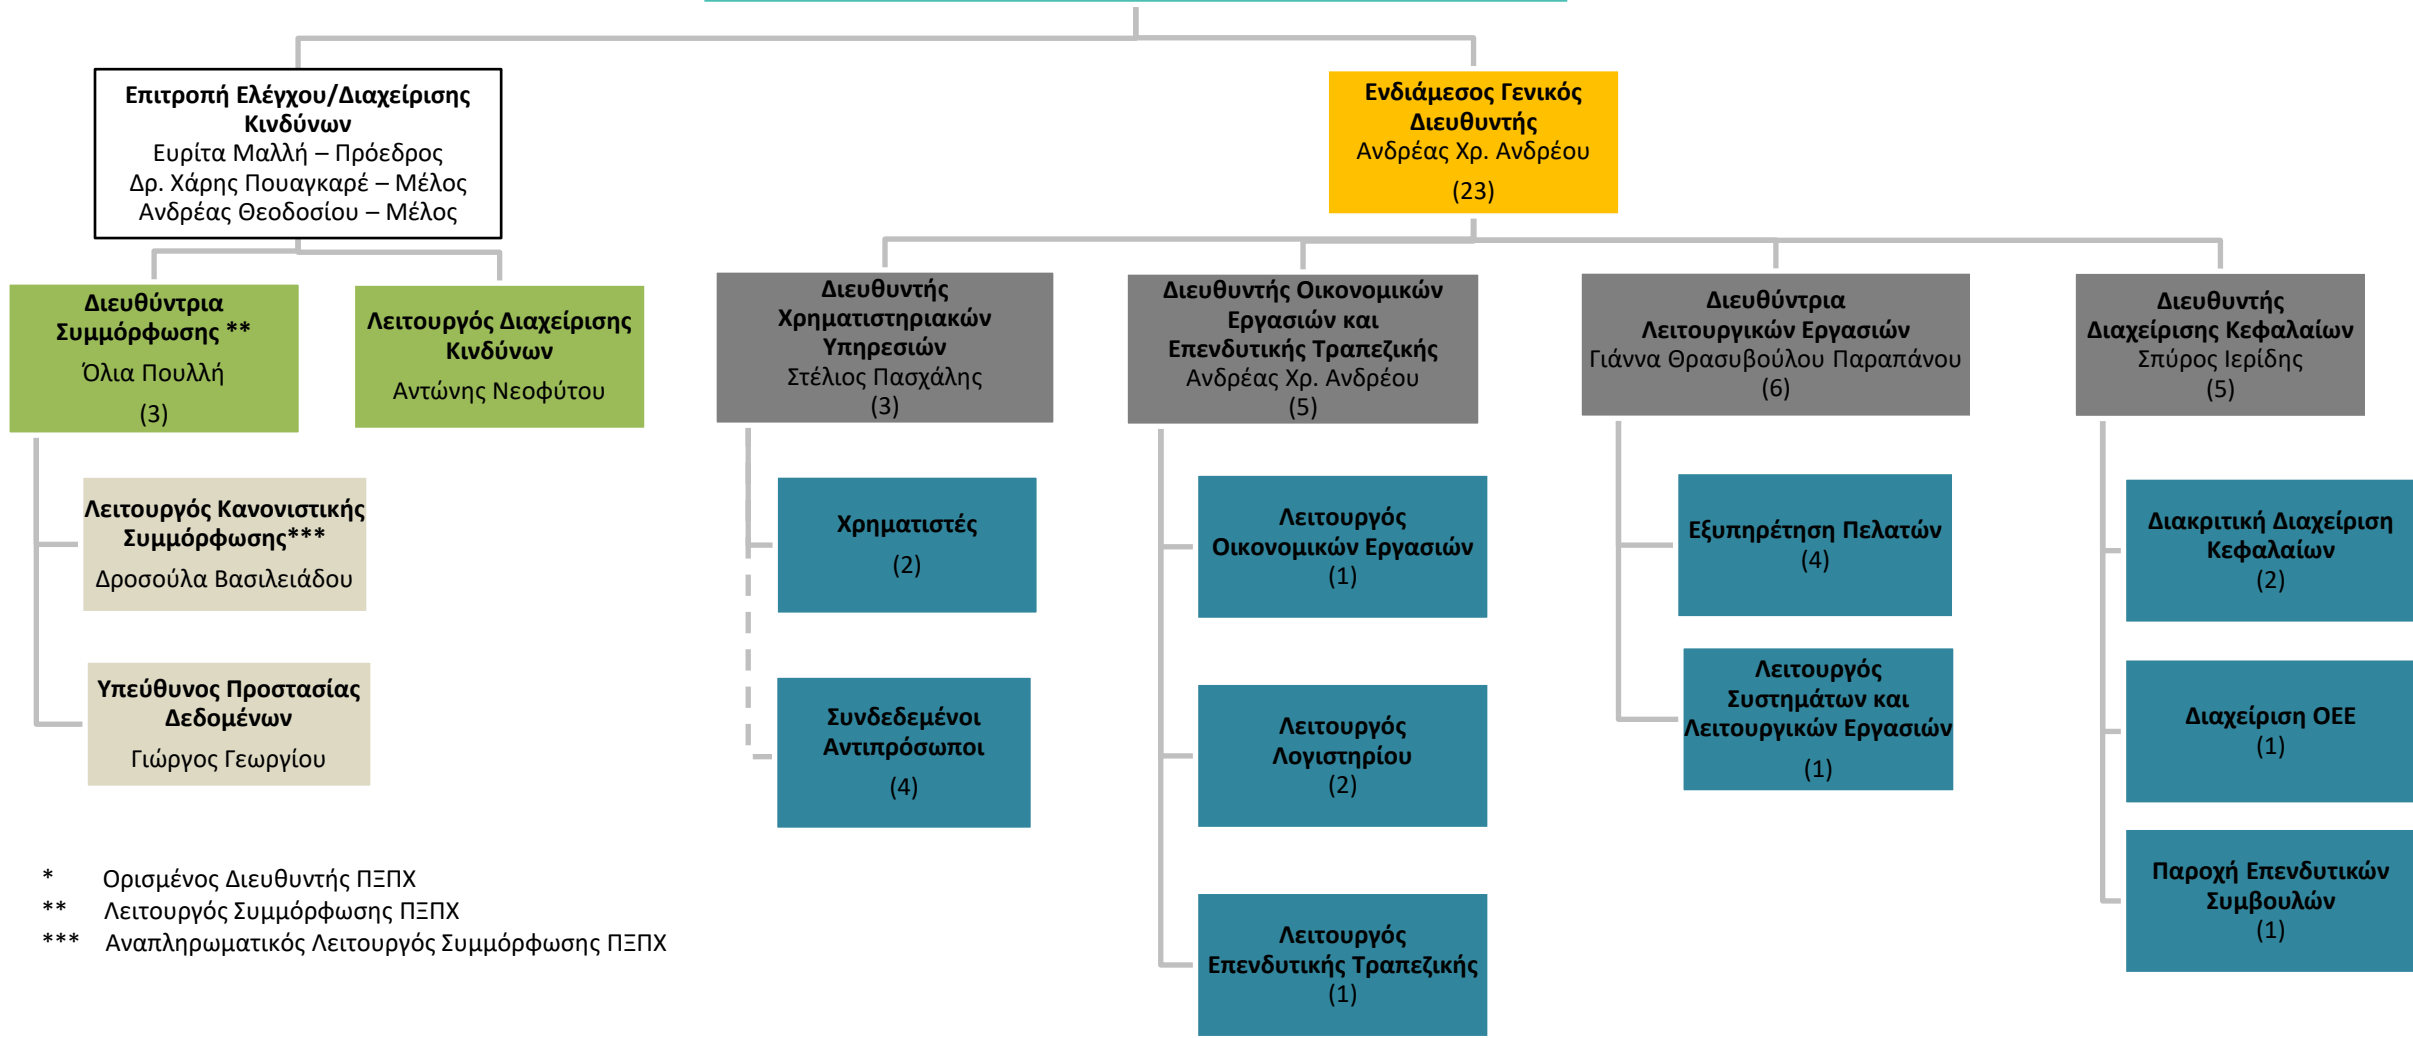 Επιτροπή Ελέγχου/Διαχείρισης
Κινδύνων
Ευρίτα Μαλλή – Πρόεδρος
Δρ. Χάρης Πουαγκαρέ – Μέλος
Ανδρέας Θεοδοσίου – Μέλος
Ενδιάμεσος Γενικός
Διευθυντής
Ανδρέας Χρ. Ανδρέου
(23)
Διευθύντρια
Συμμόρφωσης **
Όλια Πουλλή
(3)
Λειτουργός Διαχείρισης
Κινδύνων
Αντώνης Νεοφύτου
Διευθυντής
Χρηματιστηριακών
Υπηρεσιών
Στέλιος Πασχάλης
(3)
Διευθυντής Οικονομικών
Εργασιών και
Επενδυτικής Τραπεζικής
Ανδρέας Χρ. Ανδρέου
(5)
Διευθύντρια
Λειτουργικών Εργασιών
Γιάννα Θρασυβούλου Παραπάνου
(6)
Διευθυντής
Διαχείρισης Κεφαλαίων
Σπύρος Ιερίδης
(5)
Λειτουργός Κανονιστικής
Συμμόρφωσης***
Δροσούλα Βασιλειάδου
Υπεύθυνος Προστασίας
Δεδομένων
Γιώργος Γεωργίου
Χρηματιστές
(2)
Συνδεδεμένοι
Αντιπρόσωποι
(4)
Λειτουργός
Οικονομικών Εργασιών
(1)
Λειτουργός
Λογιστηρίου
(2)
Λειτουργός
Επενδυτικής Τραπεζικής
(1)
Εξυπηρέτηση Πελατών
(4)
Λειτουργός
Συστημάτων και
Λειτουργικών Εργασιών
(1)
Διακριτική Διαχείριση
Κεφαλαίων
(2)
Διαχείριση ΟΕΕ
(1)
Παροχή Επενδυτικών
Συμβουλών
(1)
* Ορισμένος Διευθυντής ΠΞΠΧ
** Λειτουργός Συμμόρφωσης ΠΞΠΧ
*** Αναπληρωματικός Λειτουργός Συμμόρφωσης ΠΞΠΧ